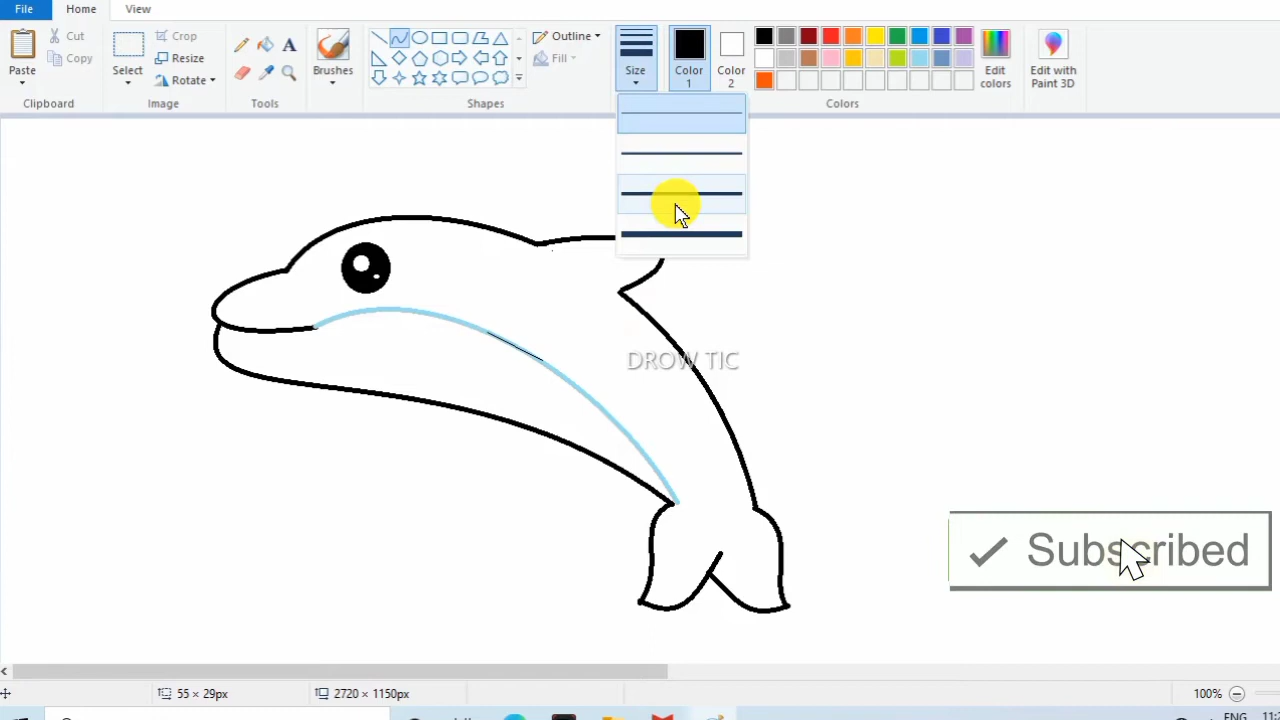 File Home View
Paste
Cut
Copy
Clipboard
Select
Crop
Resize
Rotate
Image
A
Tools
Brushes
Outline
Fill
Shapes
Size
Color
1
Color
2
Edit
colors
Colors
Edit with
Paint 3D
DROW TIC
Subscribed
55 × 29px
2720 × 1150px
100%
ENG